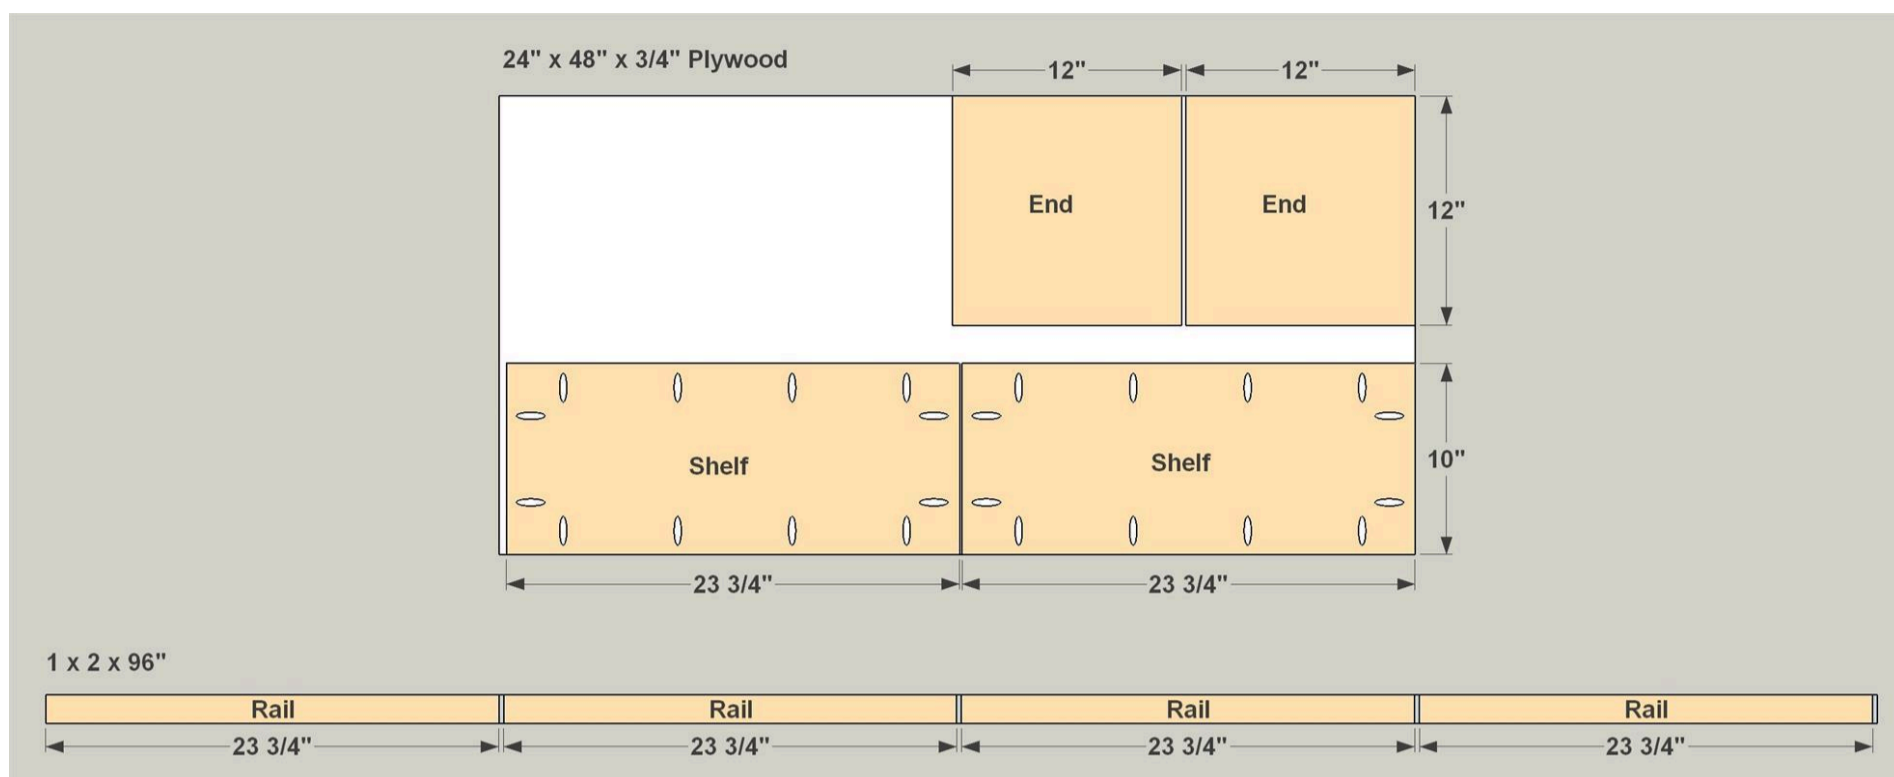 24" x 48" x 3/4" Plywood
12" 12"
End End
12"
Shelf Shelf
10"
23 3/4" 23 3/4"
1 x 2 x 96"
Rail Rail Rail Rail
23 3/4" 23 3/4" 23 3/4" 23 3/4"